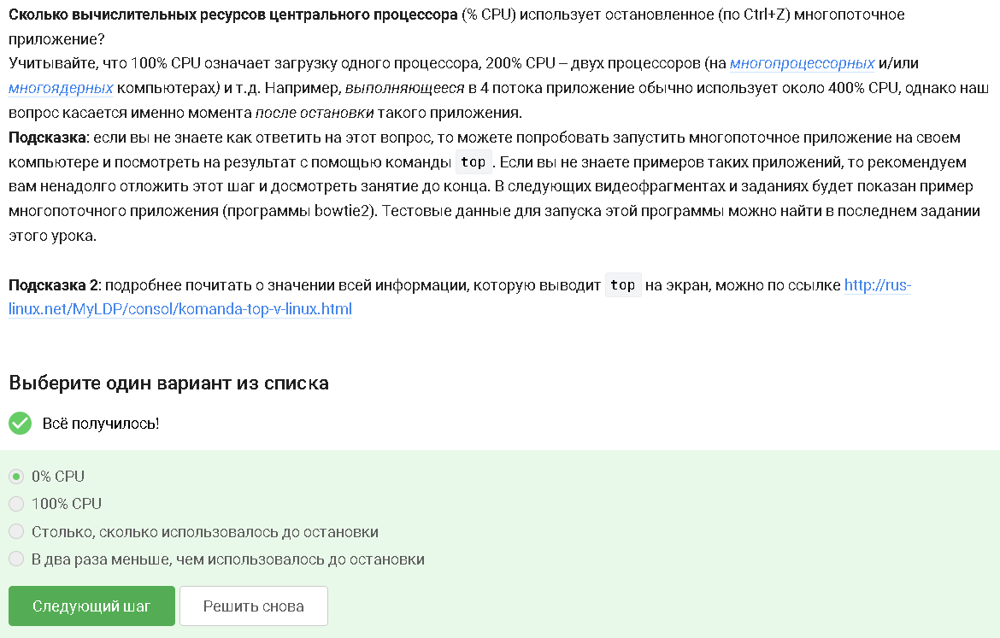 Сколько вычислительных ресурсов центрального процессора (% CPU) использует остановленное (по Ctrl+Z) многопоточное
приложение?
Учитывайте, что 100% CPU означает загрузку одного процессора, 200% CPU – двух процессоров (на многопроцессорных и/или
многоядерных компьютерах) и т.д. Например, выполняющееся в 4 потока приложение обычно использует около 400% CPU, однако наш
вопрос касается именно момента после остановки такого приложения.
Подсказка: если вы не знаете как ответить на этот вопрос, то можете попробовать запустить многопоточное приложение на своем
компьютере и посмотреть на результат с помощью команды top. Если вы не знаете примеров таких приложений, то рекомендуем
вам ненадолго отложить этот шаг и досмотреть занятие до конца. В следующих видеофрагментах и заданиях будет показан пример
многопоточного приложения (программы bowtie2). Тестовые данные для запуска этой программы можно найти в последнем задании
этого урока.
Подсказка 2: подробнее почитать о значении всей информации, которую выводит top на экран, можно по ссылке http://rus-
linux.net/MyLDP/consol/komanda-top-v-linux.html
Выберите один вариант из списка
Всё получилось!
0% CPU
100% CPU
Столько, сколько использовалось до остановки
В два раза меньше, чем использовалось до остановки
Следующий шаг
Решить снова